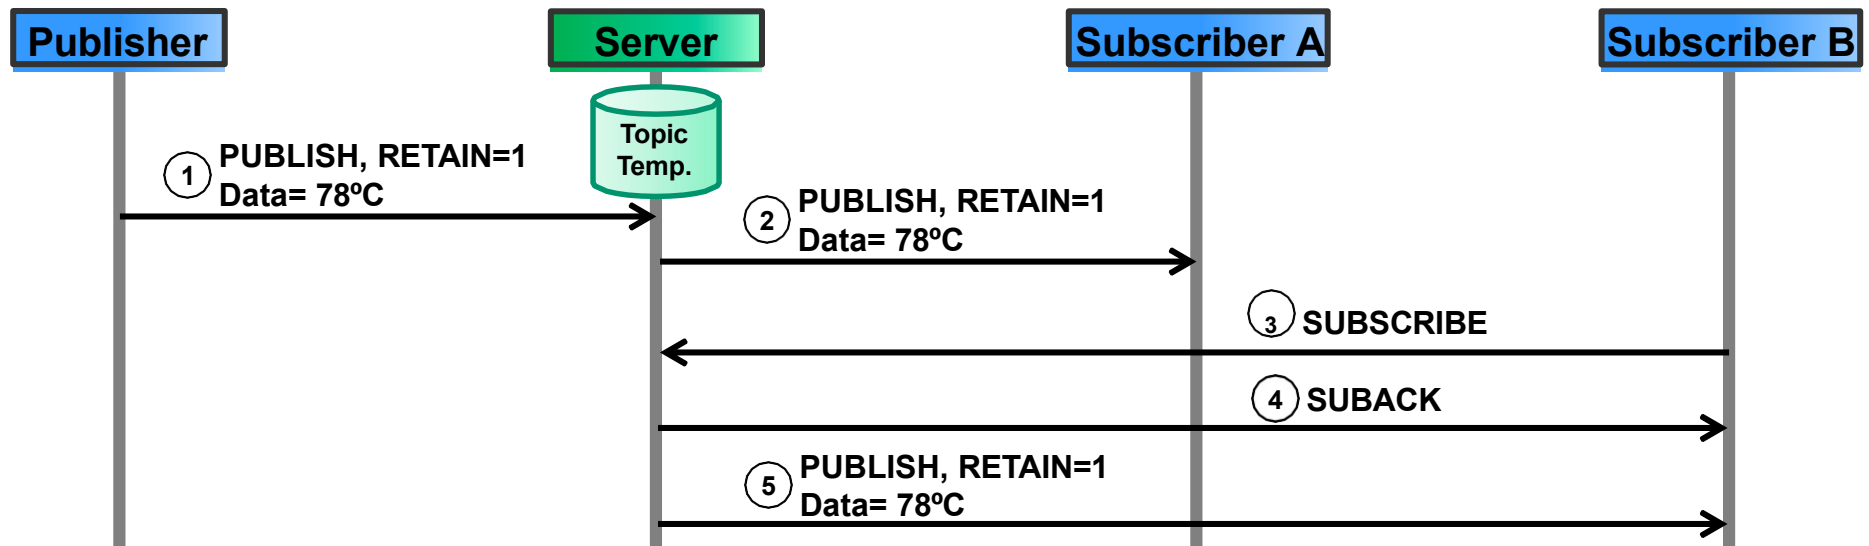 Publisher
Server
Subscriber A
Subscriber B
Topic
Temp.
1
PUBLISH, RETAIN=1
Data= 78ºC
2
PUBLISH, RETAIN=1
Data= 78ºC
3
SUBSCRIBE
4
SUBACK
5
PUBLISH, RETAIN=1
Data= 78ºC